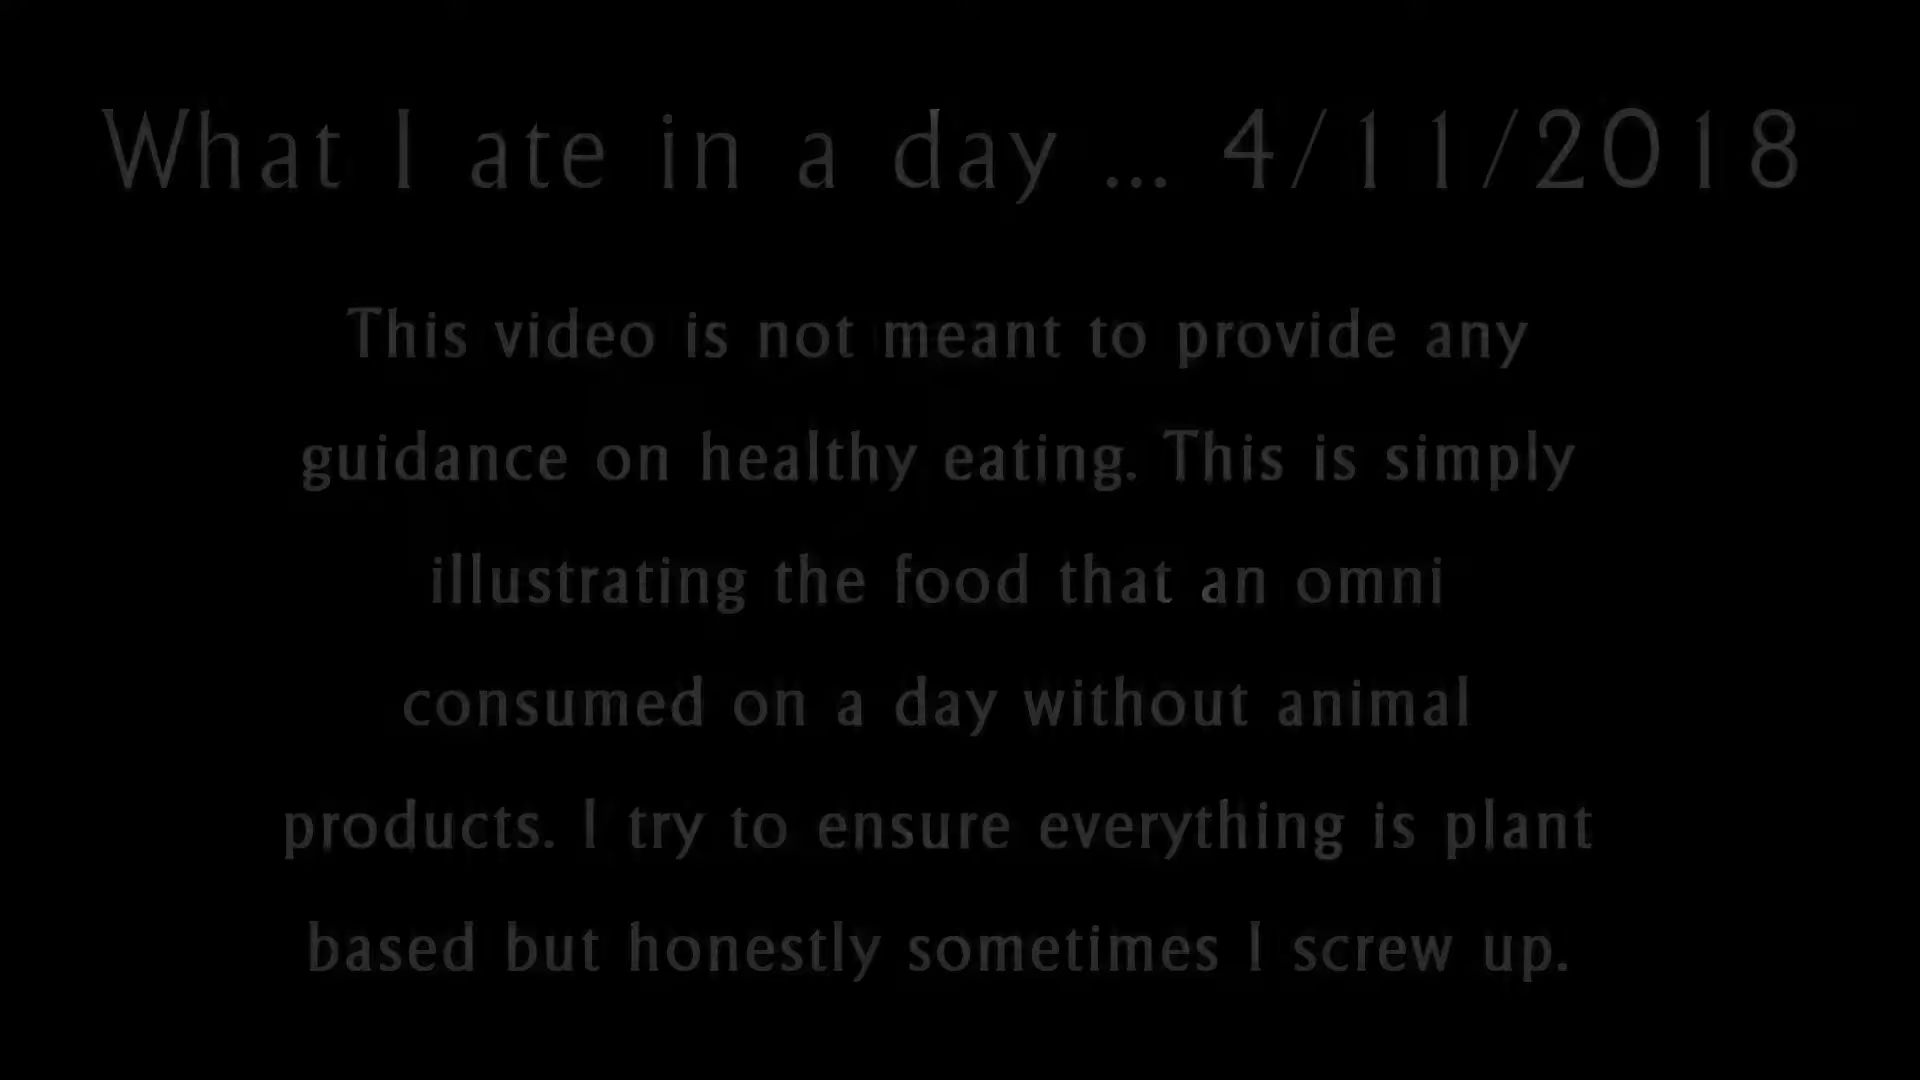 What I ate in a day ... 4/11/2018
This video is not meant to provide any
guidance on healthy eating. This is simply
illustrating the food that an omni
consumed on a day without animal
products. I try to ensure everything is plant
based but honestly sometimes I screw up.